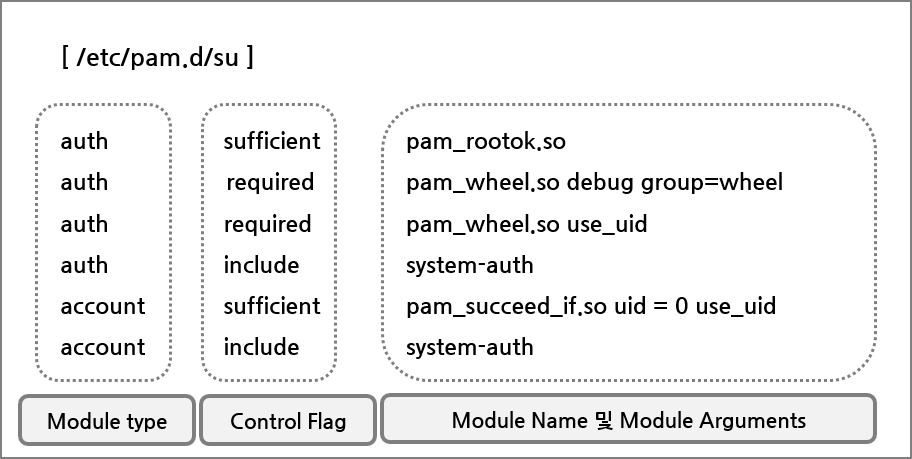 [ /etc/pam.d/su ]
auth sufficient pam_rootok.so
auth required pam_wheel.so debug group=wheel
auth required pam_wheel.so use_uid
auth include system-auth
account sufficient pam_succeed_if.so uid = 0 use_uid
account include system-auth
Module type Control Flag Module Name 및 Module Arguments